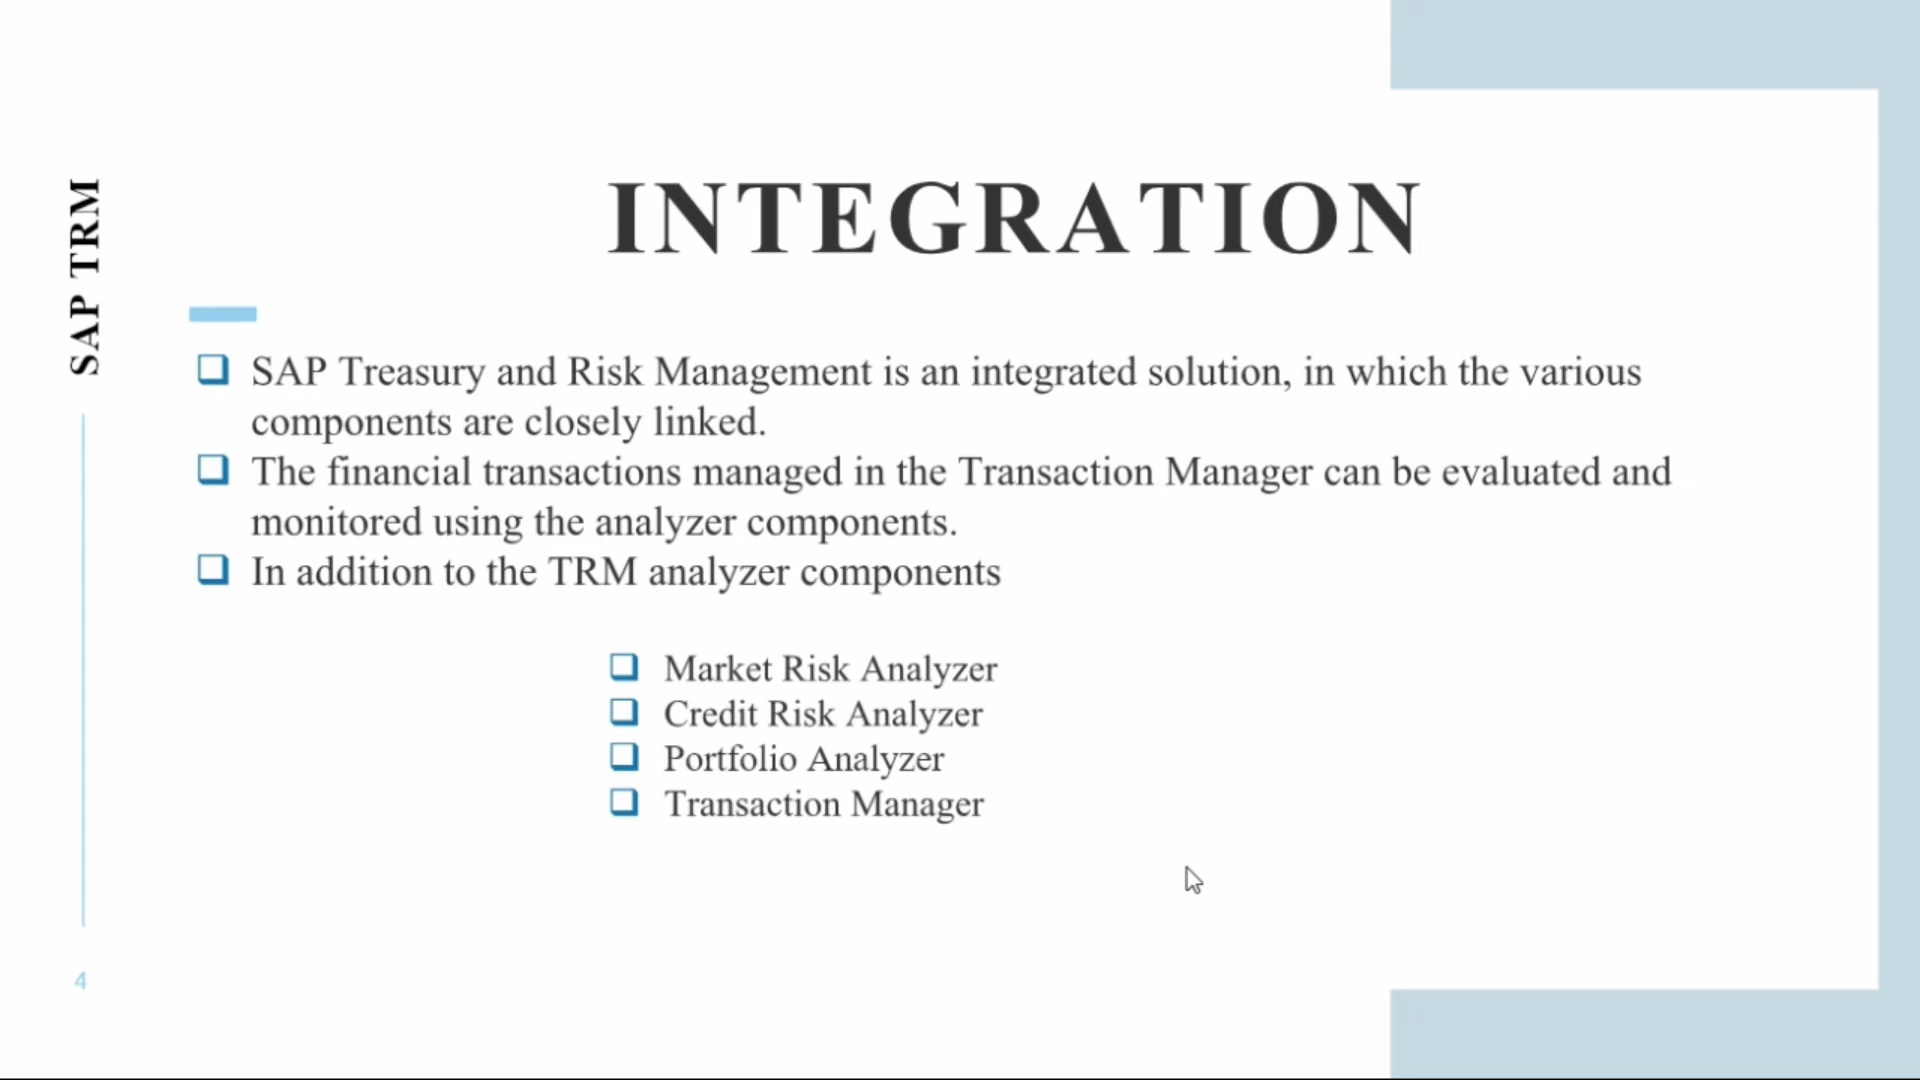 SAP TRM
INTEGRATION
SAP Treasury and Risk Management is an integrated solution, in which the various
components are closely linked.
The financial transactions managed in the Transaction Manager can be evaluated and
monitored using the analyzer components.
In addition to the TRM analyzer components
Market Risk Analyzer
Credit Risk Analyzer
Portfolio Analyzer
Transaction Manager
4